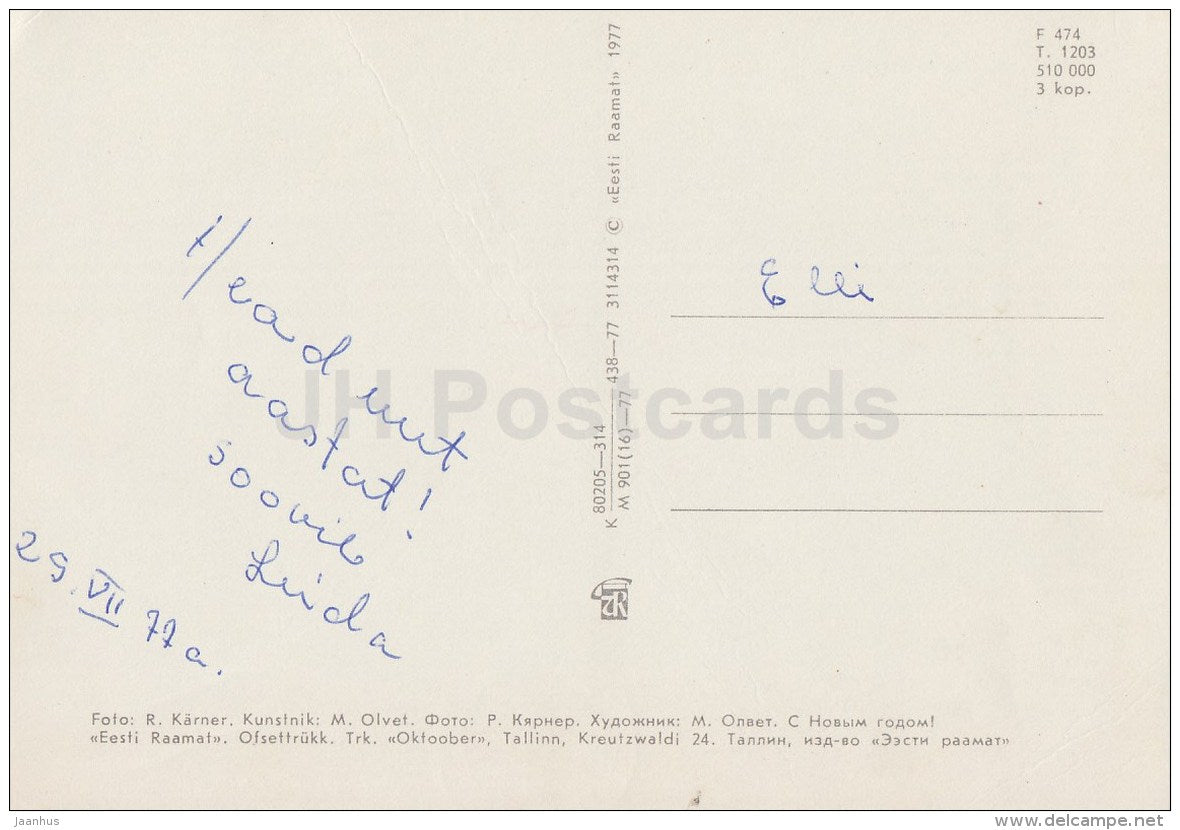 Head uut
aastat!
soovib
Linda
29. VII 77a.
«Eesti Raamat» 1977
3114314 ©
K 80205—314 438—77
M 901(16)—77
F 474
T. 1203
510 000
3 kop.
Elli
JH Postcards
Foto: R. Kärner. Kunstnik: M. Olvet. Фото: Р. Кярнер. Художник: М. Олвет. С Новым годом!
«Eesti Raamat». Ofsettrükk. Trk. «Oktoober», Tallinn, Kreutzwaldi 24. Таллин, изд-во «Ээсти раамат»
Jaanhus
www.delcampe.net